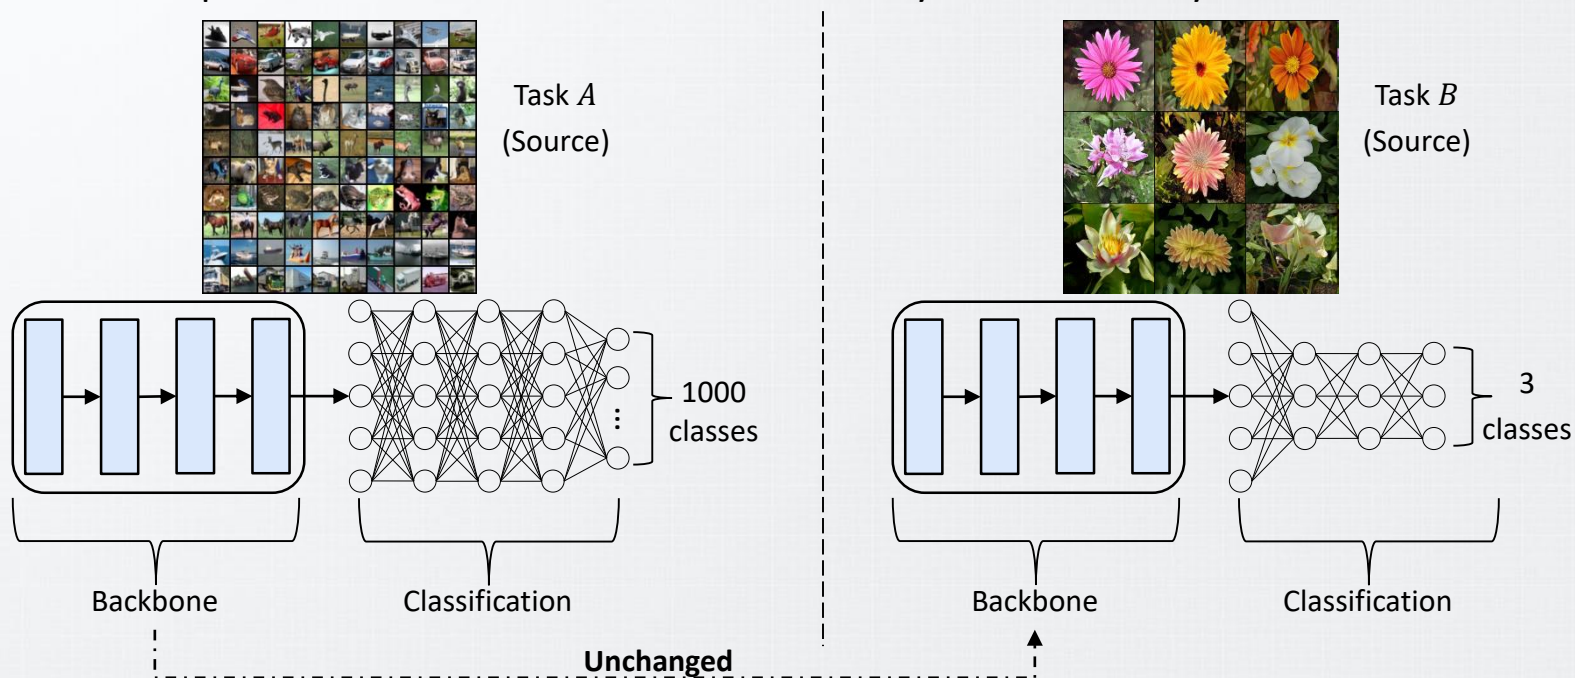 Task A
(Source)
1000
classes
Backbone
Classification
Task B
(Source)
3
classes
Backbone
Classification
Unchanged